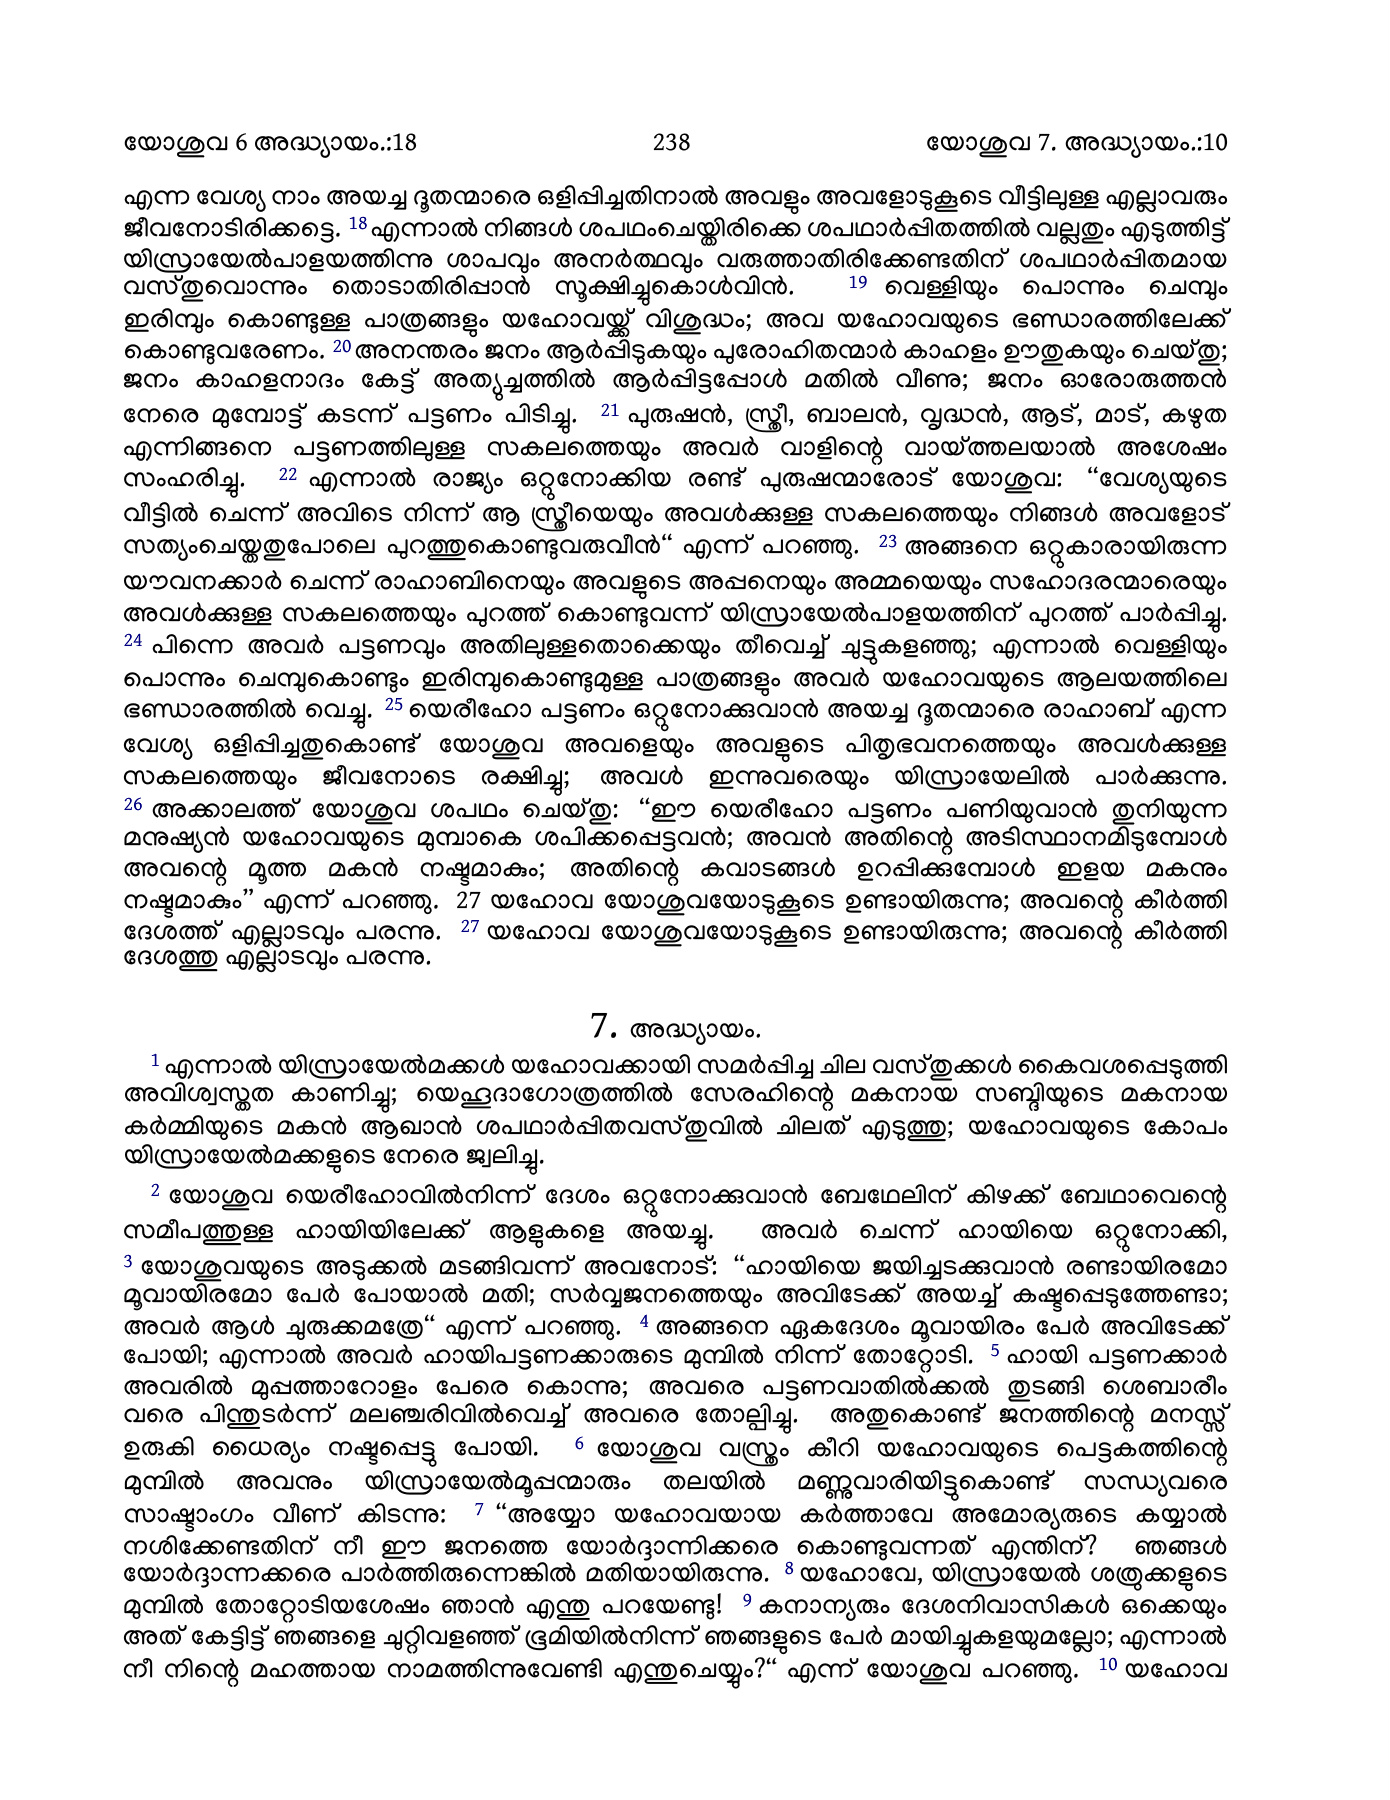 യോശുവ 6 അദ്ധ്യായം.:18 238 യോശുവ 7. അദ്ധ്യായം.:10
എന്ന വേശ്യ നാം അയച്ച ദൂതന്മാരെ ഒളിപ്പിച്ചതിനാൽ അവളും അവളോടുകൂടെ വീട്ടിലുള്ള എല്ലാവരും
ജീവനോടിരിക്കട്ടെ. 18 എന്നാൽ നിങ്ങൾ ശപഥംചെയ്തിരിക്കെ ശപഥാർപ്പിതത്തിൽ വല്ലതും എടുത്തിട്ട്
യിസ്രായേൽപാളയത്തിന്നു ശാപവും അനർത്ഥവും വരുത്താതിരിക്കേണ്ടതിന് ശപഥാർപ്പിതമായ
വസ്തുവൊന്നും തൊടാതിരിപ്പാൻ സൂക്ഷിച്ചുകൊൾവിൻ. 19 വെള്ളിയും പൊന്നും ചെമ്പും
ഇരിമ്പും കൊണ്ടുള്ള പാത്രങ്ങളും യഹോവയ്ക്ക് വിശുദ്ധം; അവ യഹോവയുടെ ഭണ്ഡാരത്തിലേക്ക്
കൊണ്ടുവരേണം. 20 അനന്തരം ജനം ആർപ്പിടുകയും പുരോഹിതന്മാർ കാഹളം ഊതുകയും ചെയ്തു;
ജനം കാഹളനാദം കേട്ട് അത്യുച്ചത്തിൽ ആർപ്പിട്ടപ്പോൾ മതിൽ വീണു; ജനം ഓരോരുത്തൻ
നേരെ മുമ്പോട്ട് കടന്ന് പട്ടണം പിടിച്ചു. 21 പുരുഷൻ, സ്ത്രീ, ബാലൻ, വൃദ്ധൻ, ആട്, മാട്, കഴുത
എന്നിങ്ങനെ പട്ടണത്തിലുള്ള സകലത്തെയും അവർ വാളിന്റെ വായ്ത്തലയാൽ അശേഷം
സംഹരിച്ചു. 22 എന്നാൽ രാജ്യം ഒറ്റുനോക്കിയ രണ്ട് പുരുഷന്മാരോട് യോശുവ: “വേശ്യയുടെ
വീട്ടിൽ ചെന്ന് അവിടെ നിന്ന് ആ സ്ത്രീയെയും അവൾക്കുള്ള സകലത്തെയും നിങ്ങൾ അവളോട്
സത്യംചെയ്തതുപോലെ പുറത്തുകൊണ്ടുവരുവീൻ“ എന്ന് പറഞ്ഞു. 23 അങ്ങനെ ഒറ്റുകാരായിരുന്ന
യൗവനക്കാർ ചെന്ന് രാഹാബിനെയും അവളുടെ അപ്പനെയും അമ്മയെയും സഹോദരന്മാരെയും
അവൾക്കുള്ള സകലത്തെയും പുറത്ത് കൊണ്ടുവന്ന് യിസ്രായേൽപാളയത്തിന് പുറത്ത് പാർപ്പിച്ചു.
24 പിന്നെ അവർ പട്ടണവും അതിലുള്ളതൊക്കെയും തീവെച്ച് ചുട്ടുകളഞ്ഞു; എന്നാൽ വെള്ളിയും
പൊന്നും ചെമ്പുകൊണ്ടും ഇരിമ്പുകൊണ്ടുമുള്ള പാത്രങ്ങളും അവർ യഹോവയുടെ ആലയത്തിലെ
ഭണ്ഡാരത്തിൽ വെച്ചു. 25 യെരീഹോ പട്ടണം ഒറ്റുനോക്കുവാൻ അയച്ച ദൂതന്മാരെ രാഹാബ് എന്ന
വേശ്യ ഒളിപ്പിച്ചതുകൊണ്ട് യോശുവ അവളെയും അവളുടെ പിതൃഭവനത്തെയും അവൾക്കുള്ള
സകലത്തെയും ജീവനോടെ രക്ഷിച്ചു; അവൾ ഇന്നുവരെയും യിസ്രായേലിൽ പാർക്കുന്നു.
26 അക്കാലത്ത് യോശുവ ശപഥം ചെയ്തു: “ഈ യെരീഹോ പട്ടണം പണിയുവാൻ തുനിയുന്ന
മനുഷ്യൻ യഹോവയുടെ മുമ്പാകെ ശപിക്കപ്പെട്ടവൻ; അവൻ അതിന്റെ അടിസ്ഥാനമിടുമ്പോൾ
അവന്റെ മൂത്ത മകൻ നഷ്ടമാകും; അതിന്റെ കവാടങ്ങൾ ഉറപ്പിക്കുമ്പോൾ ഇളയ മകനും
നഷ്ടമാകും” എന്ന് പറഞ്ഞു. 27 യഹോവ യോശുവയോടുകൂടെ ഉണ്ടായിരുന്നു; അവന്റെ കീർത്തി
ദേശത്ത് എല്ലാടവും പരന്നു. 27 യഹോവ യോശുവയോടുകൂടെ ഉണ്ടായിരുന്നു; അവന്റെ കീർത്തി
ദേശത്തു എല്ലാടവും പരന്നു.
7. അദ്ധ്യായം.
1 എന്നാൽ യിസ്രായേൽമക്കൾ യഹോവക്കായി സമർപ്പിച്ച ചില വസ്തുക്കൾ കൈവശപ്പെടുത്തി
അവിശ്വസ്തത കാണിച്ചു; യെഹൂദാഗോത്രത്തിൽ സേരഹിന്റെ മകനായ സബ്ദിയുടെ മകനായ
കർമ്മിയുടെ മകൻ ആഖാൻ ശപഥാർപ്പിതവസ്തുവിൽ ചിലത് എടുത്തു; യഹോവയുടെ കോപം
യിസ്രായേൽമക്കളുടെ നേരെ ജ്വലിച്ചു.
2 യോശുവ യെരീഹോവിൽനിന്ന് ദേശം ഒറ്റുനോക്കുവാൻ ബേഥേലിന് കിഴക്ക് ബേഥാവെന്റെ
സമീപത്തുള്ള ഹായിയിലേക്ക് ആളുകളെ അയച്ചു. അവർ ചെന്ന് ഹായിയെ ഒറ്റുനോക്കി,
3 യോശുവയുടെ അടുക്കൽ മടങ്ങിവന്ന് അവനോട്: “ഹായിയെ ജയിച്ചടക്കുവാൻ രണ്ടായിരമോ
മൂവായിരമോ പേർ പോയാൽ മതി; സർവ്വജനത്തെയും അവിടേക്ക് അയച്ച് കഷ്ടപ്പെടുത്തേണ്ടാ;
അവർ ആൾ ചുരുക്കമത്രേ“ എന്ന് പറഞ്ഞു. 4 അങ്ങനെ ഏകദേശം മൂവായിരം പേർ അവിടേക്ക്
പോയി; എന്നാൽ അവർ ഹായിപട്ടണക്കാരുടെ മുമ്പിൽ നിന്ന് തോറ്റോടി. 5 ഹായി പട്ടണക്കാർ
അവരിൽ മുപ്പത്താറോളം പേരെ കൊന്നു; അവരെ പട്ടണവാതിൽക്കൽ തുടങ്ങി ശെബാരീം
വരെ പിന്തുടർന്ന് മലഞ്ചരിവിൽവെച്ച് അവരെ തോല്പിച്ചു. അതുകൊണ്ട് ജനത്തിന്റെ മനസ്സ്
ഉരുകി ധൈര്യം നഷ്ടപ്പെട്ടു പോയി. 6 യോശുവ വസ്ത്രം കീറി യഹോവയുടെ പെട്ടകത്തിന്റെ
മുമ്പിൽ അവനും യിസ്രായേൽമൂപ്പന്മാരും തലയിൽ മണ്ണുവാരിയിട്ടുകൊണ്ട് സന്ധ്യവരെ
സാഷ്ടാംഗം വീണ് കിടന്നു: 7 “അയ്യോ യഹോവയായ കർത്താവേ അമോര്യരുടെ കയ്യാൽ
നശിക്കേണ്ടതിന് നീ ഈ ജനത്തെ യോർദ്ദാന്നിക്കരെ കൊണ്ടുവന്നത് എന്തിന്? ഞങ്ങൾ
യോർദ്ദാന്നക്കരെ പാർത്തിരുന്നെങ്കിൽ മതിയായിരുന്നു. 8 യഹോവേ, യിസ്രായേൽ ശത്രുക്കളുടെ
മുമ്പിൽ തോറ്റോടിയശേഷം ഞാൻ എന്തു പറയേണ്ടു! 9 കനാന്യരും ദേശനിവാസികൾ ഒക്കെയും
അത് കേട്ടിട്ട് ഞങ്ങളെ ചുറ്റിവളഞ്ഞ് ഭൂമിയിൽനിന്ന് ഞങ്ങളുടെ പേർ മായിച്ചുകളയുമല്ലോ; എന്നാൽ
നീ നിന്റെ മഹത്തായ നാമത്തിന്നുവേണ്ടി എന്തുചെയ്യും?“ എന്ന് യോശുവ പറഞ്ഞു. 10 യഹോവ